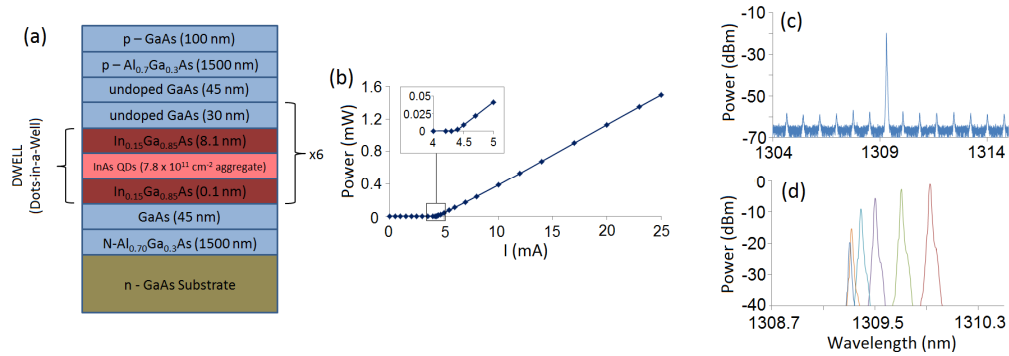 (a)
p – GaAs (100 nm)
p – Al0.7Ga0.3As (1500 nm)
undoped GaAs (45 nm)
undoped GaAs (30 nm)
In0.15Ga0.85As (8.1 nm)
InAs QDs (7.8 x 10¹¹ cm⁻² aggregate)
In0.15Ga0.85As (0.1 nm)
GaAs (45 nm)
N-Al0.70Ga0.3As (1500 nm)
n - GaAs Substrate
DWELL
(Dots-in-a-Well)
x6
(b)
Power (mW)
1.6
1.2
0.8
0.4
0
0.05
0.025
0
4
4.5
5
0
5
10
15
20
25
I (mA)
(c)
Power (dBm)
-10
-30
-50
-70
1304
1309
1314
(d)
Power (dBm)
0
-10
-20
-30
-40
1308.7
1309.5
1310.3
Wavelength (nm)